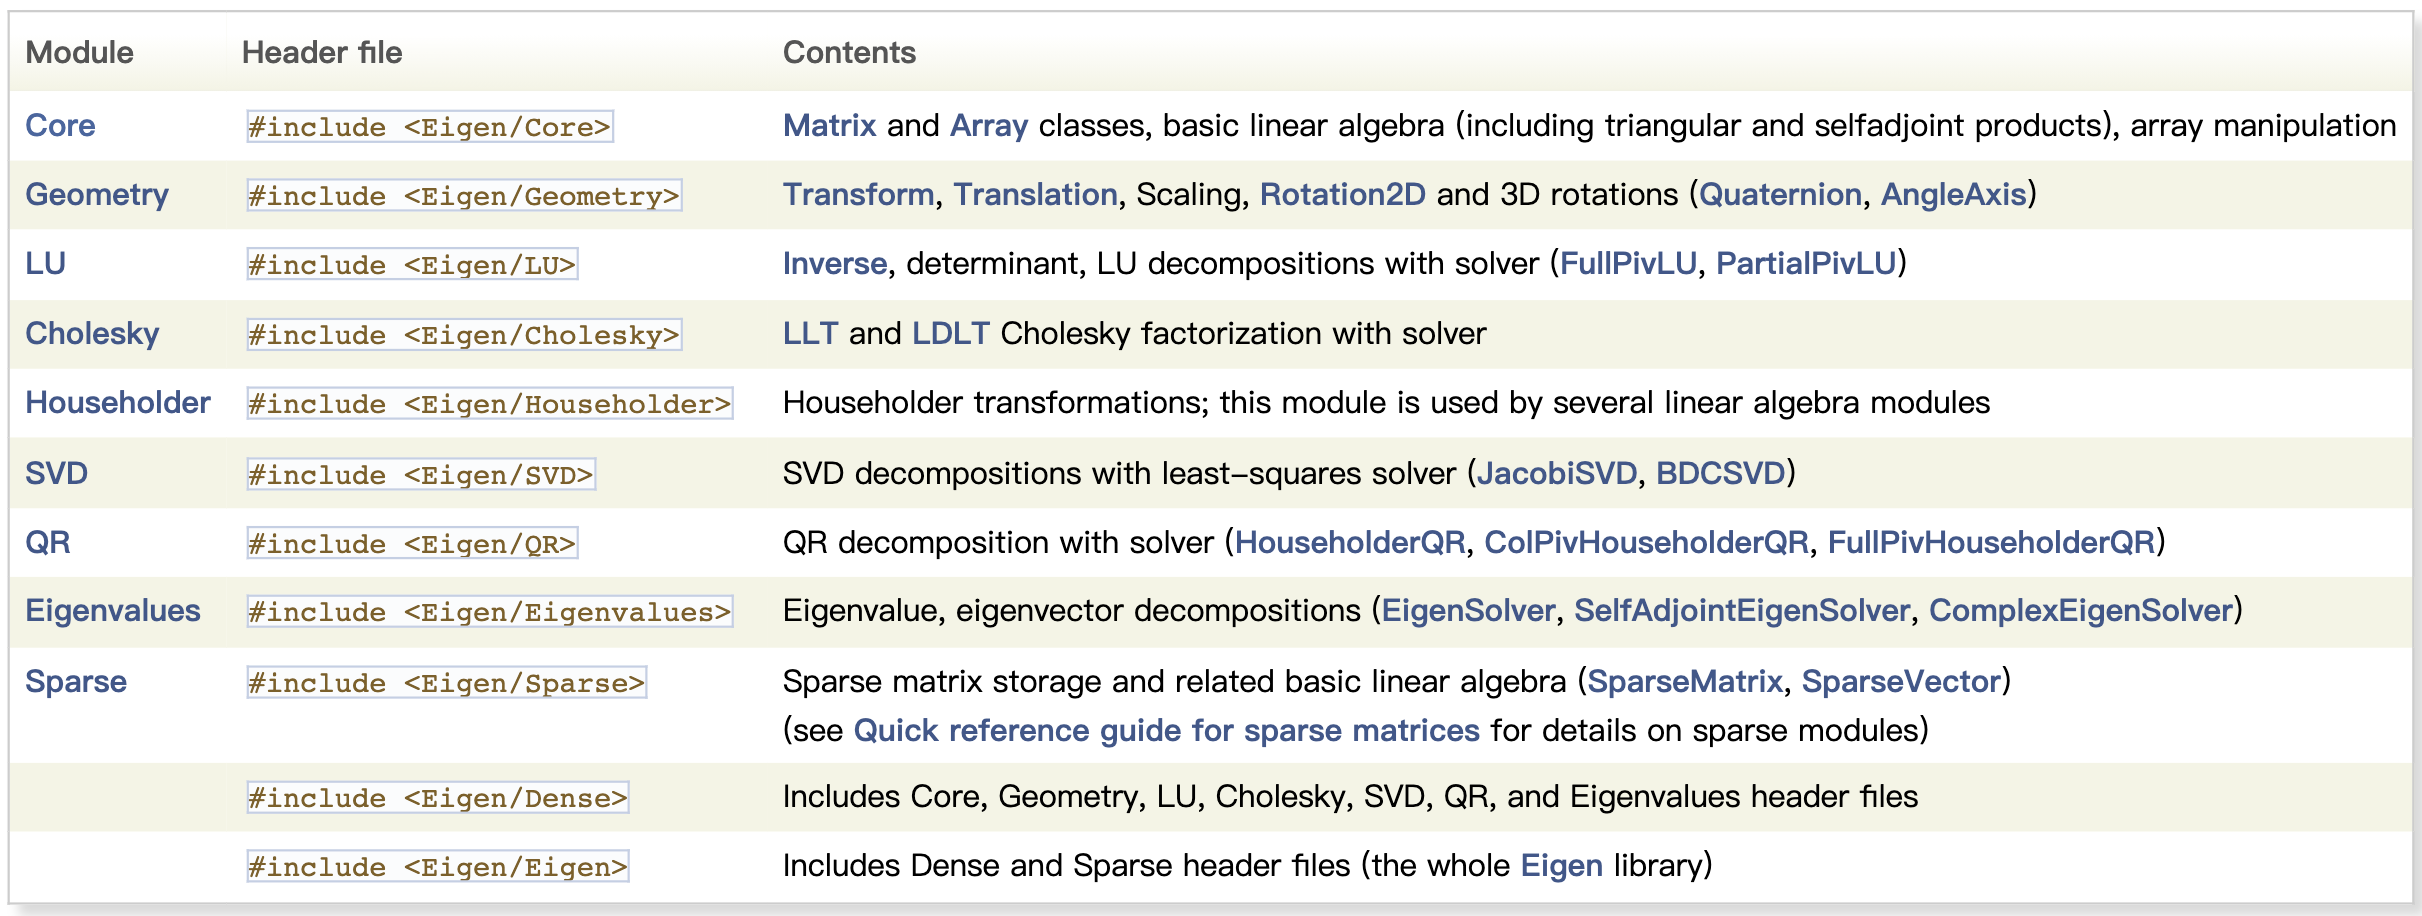 Module Header file Contents
Core #include <Eigen/Core> Matrix and Array classes, basic linear algebra (including triangular and selfadjoint products), array manipulation
Geometry #include <Eigen/Geometry> Transform, Translation, Scaling, Rotation2D and 3D rotations (Quaternion, AngleAxis)
LU #include <Eigen/LU> Inverse, determinant, LU decompositions with solver (FullPivLU, PartialPivLU)
Cholesky #include <Eigen/Cholesky> LLT and LDLT Cholesky factorization with solver
Householder #include <Eigen/Householder> Householder transformations; this module is used by several linear algebra modules
SVD #include <Eigen/SVD> SVD decompositions with least-squares solver (JacobiSVD, BDCSVD)
QR #include <Eigen/QR> QR decomposition with solver (HouseholderQR, ColPivHouseholderQR, FullPivHouseholderQR)
Eigenvalues #include <Eigen/Eigenvalues> Eigenvalue, eigenvector decompositions (EigenSolver, SelfAdjointEigenSolver, ComplexEigenSolver)
Sparse #include <Eigen/Sparse> Sparse matrix storage and related basic linear algebra (SparseMatrix, SparseVector)
(see Quick reference guide for sparse matrices for details on sparse modules)
#include <Eigen/Dense> Includes Core, Geometry, LU, Cholesky, SVD, QR, and Eigenvalues header files
#include <Eigen/Eigen> Includes Dense and Sparse header files (the whole Eigen library)